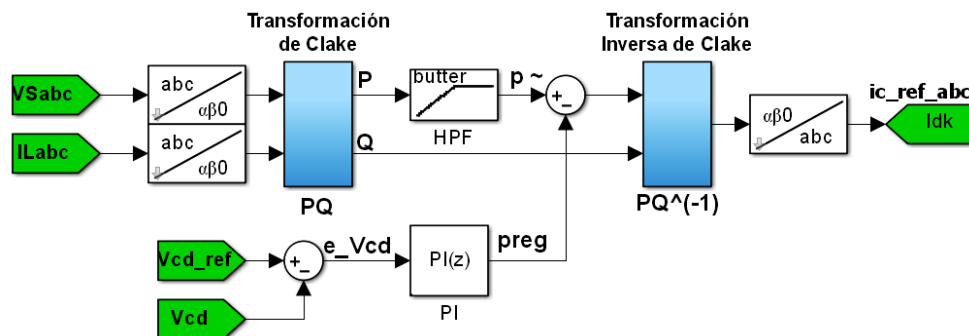 Transformación
de Clake
Transformación
Inversa de Clake
VSabc
abc
αβ0
P
butter
HPF
p ~
+
-
αβ0
abc
ic_ref_abc
Idk
ILabc
abc
αβ0
Q
PQ
PQ^(-1)
Vcd_ref
+
-
e_Vcd
PI(z)
PI
preg
Vcd